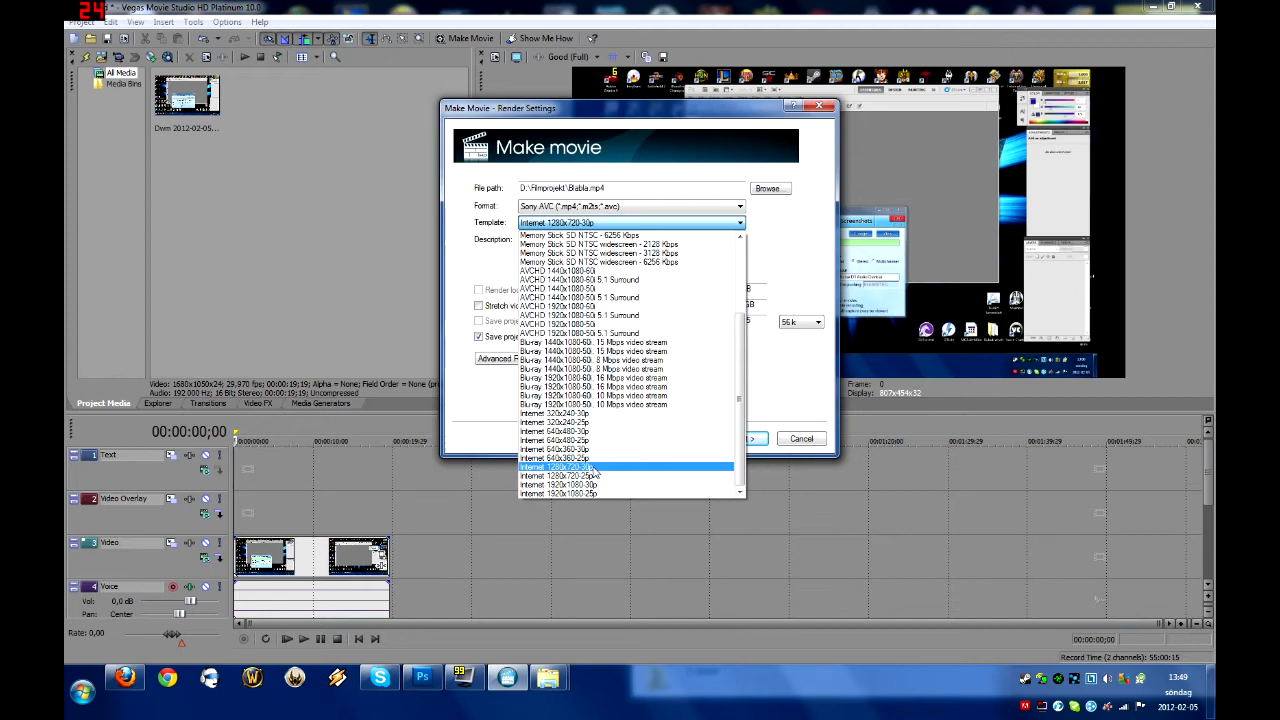 24
* - Vegas Movie Studio HD Platinum 10.0
Project Edit View Insert Tools Options Help
Make Movie Show Me How
Good (Full)
All Media
Media Bins
Dwm 2012-02-05...
Video: 1680x1050x24; 29,970 fps; 00:00:19;19; Alpha = None; Field Order = None (pr
Audio: 192 000 Hz; 16 Bit; Stereo; 00:00:19;19; Uncompressed
Project Media Explorer Transitions Video FX Media Generators
Frame: 0
Display: 807x454x32
Make Movie - Render Settings
Make movie
File path: D:\Filmprojekt\Blabla.mp4 Browse...
Format: Sony AVC (*.mp4;*.m2ts;*.avc)
Template: Internet 1280x720-30p
Description:
Memory Stick SD NTSC - 6256 Kbps
Memory Stick SD NTSC widescreen - 2128 Kbps
Memory Stick SD NTSC widescreen - 3128 Kbps
Memory Stick SD NTSC widescreen - 6256 Kbps
AVCHD 1440x1080-60i
AVCHD 1440x1080-60i 5.1 Surround
AVCHD 1440x1080-50i
AVCHD 1440x1080-50i 5.1 Surround
AVCHD 1920x1080-60i
AVCHD 1920x1080-60i 5.1 Surround
AVCHD 1920x1080-50i
AVCHD 1920x1080-50i 5.1 Surround
Blu-ray 1440x1080-60i, 15 Mbps video stream
Blu-ray 1440x1080-50i, 15 Mbps video stream
Blu-ray 1440x1080-60i, 8 Mbps video stream
Blu-ray 1440x1080-50i, 8 Mbps video stream
Blu-ray 1920x1080-60i, 16 Mbps video stream
Blu-ray 1920x1080-50i, 16 Mbps video stream
Blu-ray 1920x1080-60i, 10 Mbps video stream
Blu-ray 1920x1080-50i, 10 Mbps video stream
Internet 320x240-30p
Internet 320x240-25p
Internet 640x480-30p
Internet 640x480-25p
Internet 640x360-30p
Internet 640x360-25p
Internet 1280x720-30p
Internet 1280x720-25p
Internet 1920x1080-30p
Internet 1920x1080-25p
Render loo
Stretch vid
Save proje
Save proje
Advanced R
56 k
Cancel
00:00:00;00
0:00:00:00 00:00:10:00 00:00:19:29 00:01:20:00 00:01:29:29 00:01:39:29 00:01:49:29
1 Text
2 Video Overlay
3 Video
4 Voice
Vol: 0,0 dB
Pan: Center
Rate: 0,00
00:00:00;00
Record Time (2 channels): 55:00:15
Ps
99
13:49
söndag
2012-02-05